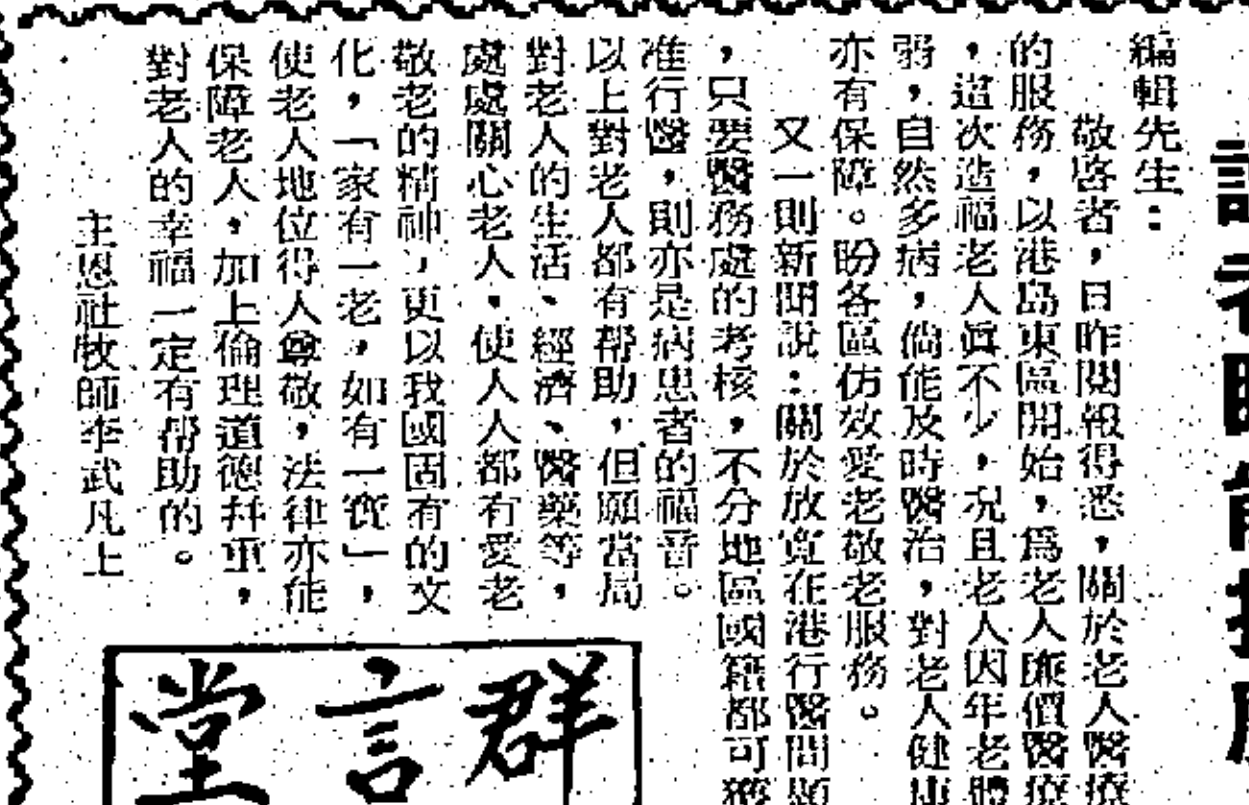 編輯先生：
敬啓者，日昨閱報得悉，關於老人醫療
的服務，以港島東區開始，爲老人廉價醫療
，這次造福老人眞不少，况且老人因年老體
弱，自然多病，倘能及時醫治，對老人健康
亦有保障。盼各區仿效愛老敬老服務。
又一則新聞說：關於放寬在港行醫問題
，只要醫務處的考核，不分地區國籍都可獲
准行醫，則亦是病患者的福音。
以上對老人都有帮助，但願當局
對老人的生活、經濟、醫藥等，
處處關心老人，使人人都有愛老
敬老的精神，更以我國固有的文
化，「家有一老，如有一寳」，
使老人地位得人尊敬，法律亦能
保障老人，加上倫理道德幷重，
對老人的幸福一定有帮助的。
主恩社牧師李武凡上
群言堂